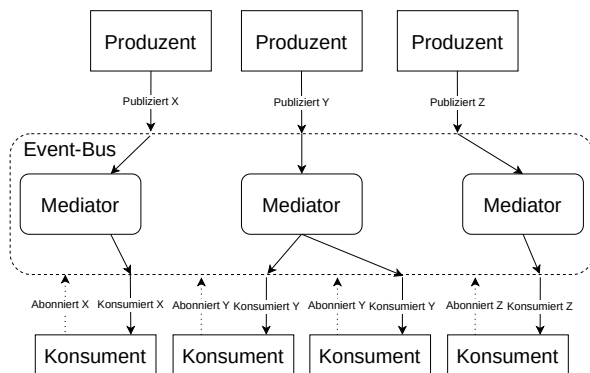 Produzent
Produzent
Produzent
Publiziert X
Publiziert Y
Publiziert Z
Event-Bus
Mediator
Mediator
Mediator
Abonniert X
Konsumiert X
Abonniert Y
Konsumiert Y
Abonniert Y
Konsumiert Y
Abonniert Z
Konsumiert Z
Konsument
Konsument
Konsument
Konsument